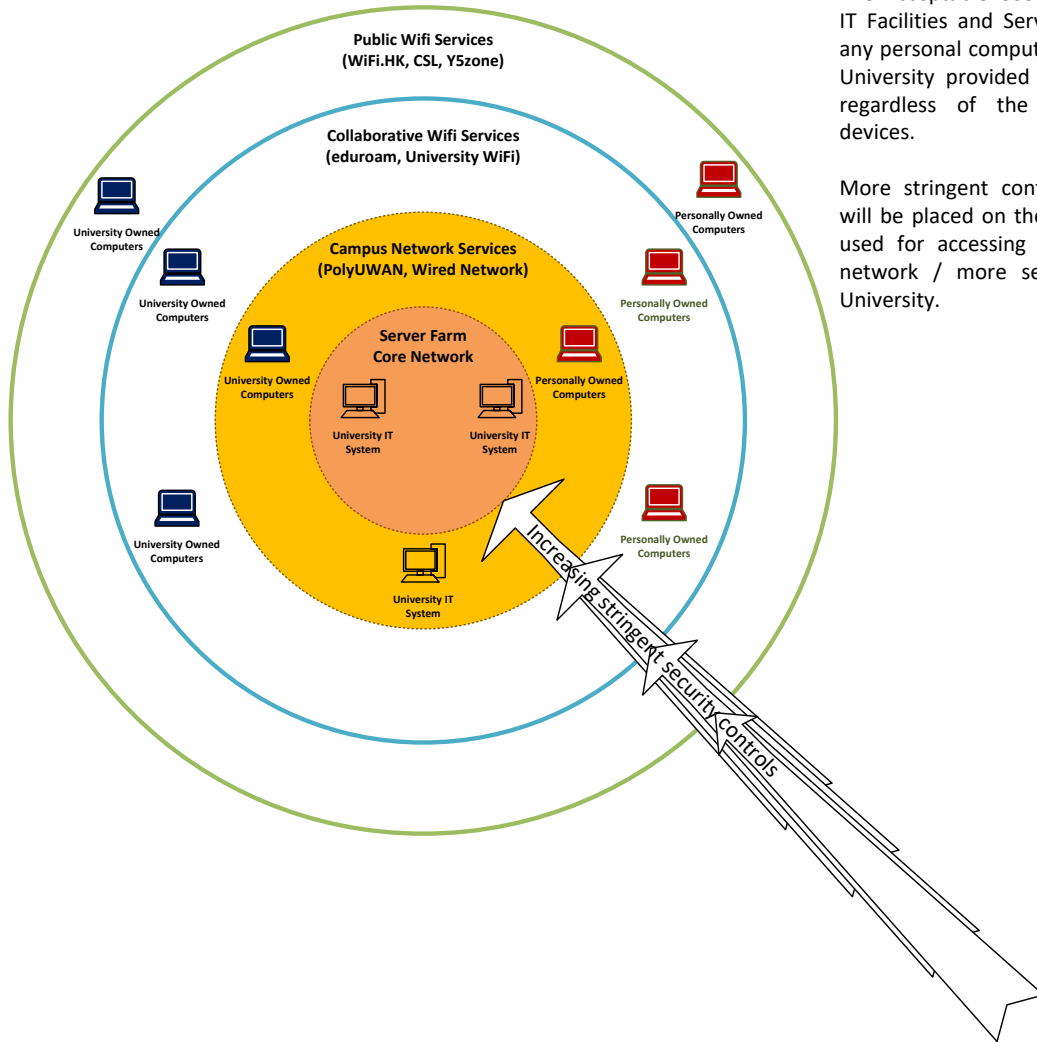 Public Wifi Services
(WiFi.HK, CSL, Y5zone)
Collaborative Wifi Services
(eduroam, University WiFi)
University Owned
Computers
Personally Owned
Computers
Campus Network Services
(PolyUWAN, Wired Network)
University Owned
Computers
Personally Owned
Computers
Server Farm
Core Network
University Owned
Computers
Personally Owned
Computers
University IT
System
University IT
System
University Owned
Computers
Personally Owned
Computers
University IT
System
Increasing stringent security controls
IT Facilities and Serv
any personal comput
University provided
regardless of the
devices.
More stringent cont
will be placed on the
used for accessing
network / more se
University.